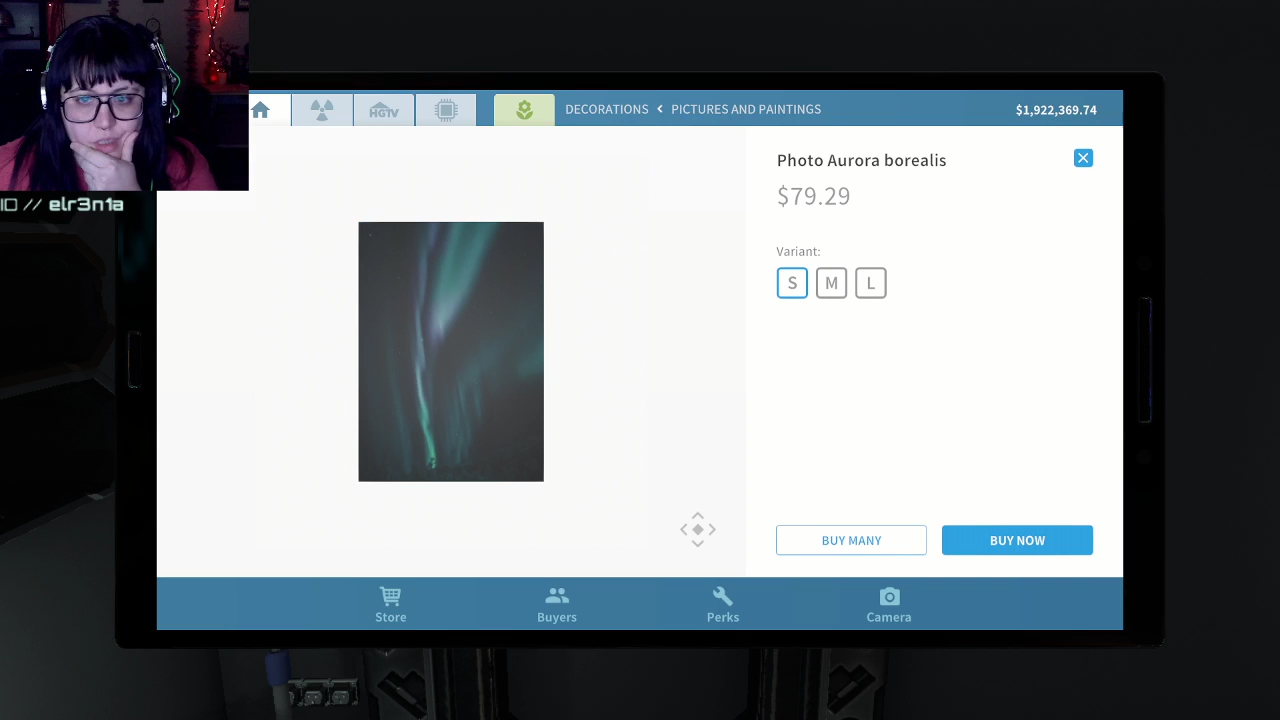 HGTV
DECORATIONS < PICTURES AND PAINTINGS
$1,922,369.74
ID // elr3n1a
Photo Aurora borealis
$79.29
Variant:
S M L
BUY MANY
BUY NOW
Store
Buyers
Perks
Camera